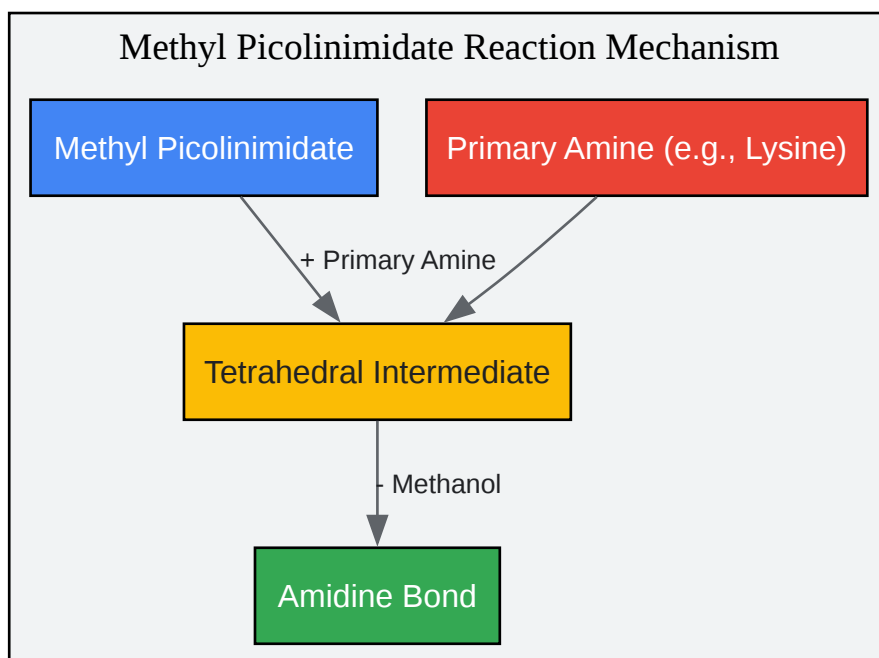 Methyl Picolinimidate Reaction Mechanism
Methyl Picolinimidate
Primary Amine (e.g., Lysine)
+ Primary Amine
Tetrahedral Intermediate
- Methanol
Amidine Bond